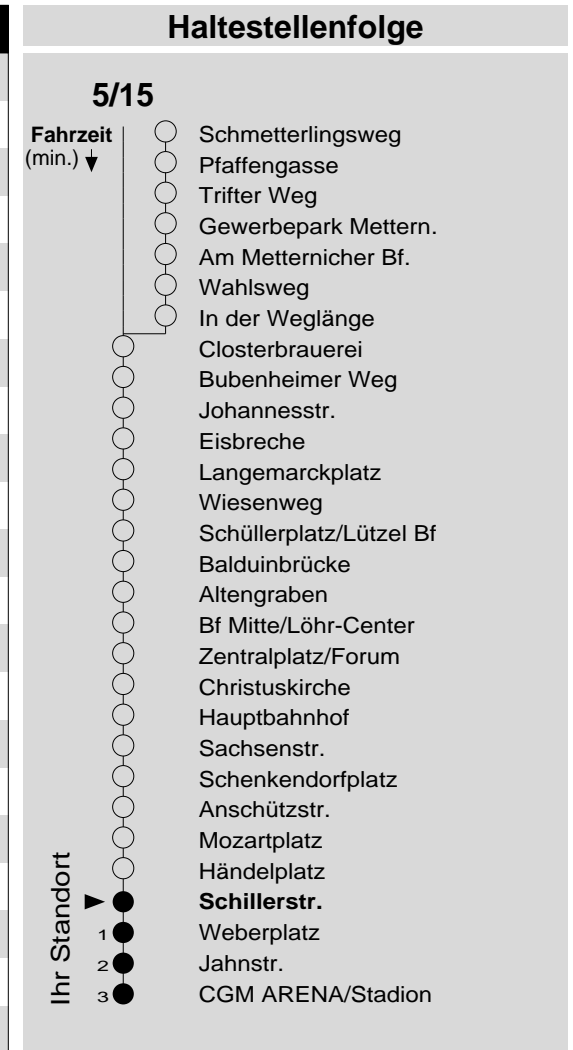 Haltestellenfolge
5/15
Fahrzeit
(min.)
Schmetterlingsweg
Pfaffengasse
Trifter Weg
Gewerbepark Mettern.
Am Metternicher Bf.
Wahlsweg
In der Weglänge
Closterbrauerei
Bubenheimer Weg
Johannesstr.
Eisbreche
Langemarckplatz
Wiesenweg
Schüllerplatz/Lützel Bf
Balduinbrücke
Altengraben
Bf Mitte/Löhr-Center
Zentralplatz/Forum
Christuskirche
Hauptbahnhof
Sachsenstr.
Schenkendorfplatz
Anschützstr.
Mozartplatz
Händelplatz
Ihr Standort
Schillerstr.
1 Weberplatz
2 Jahnstr.
3 CGM ARENA/Stadion